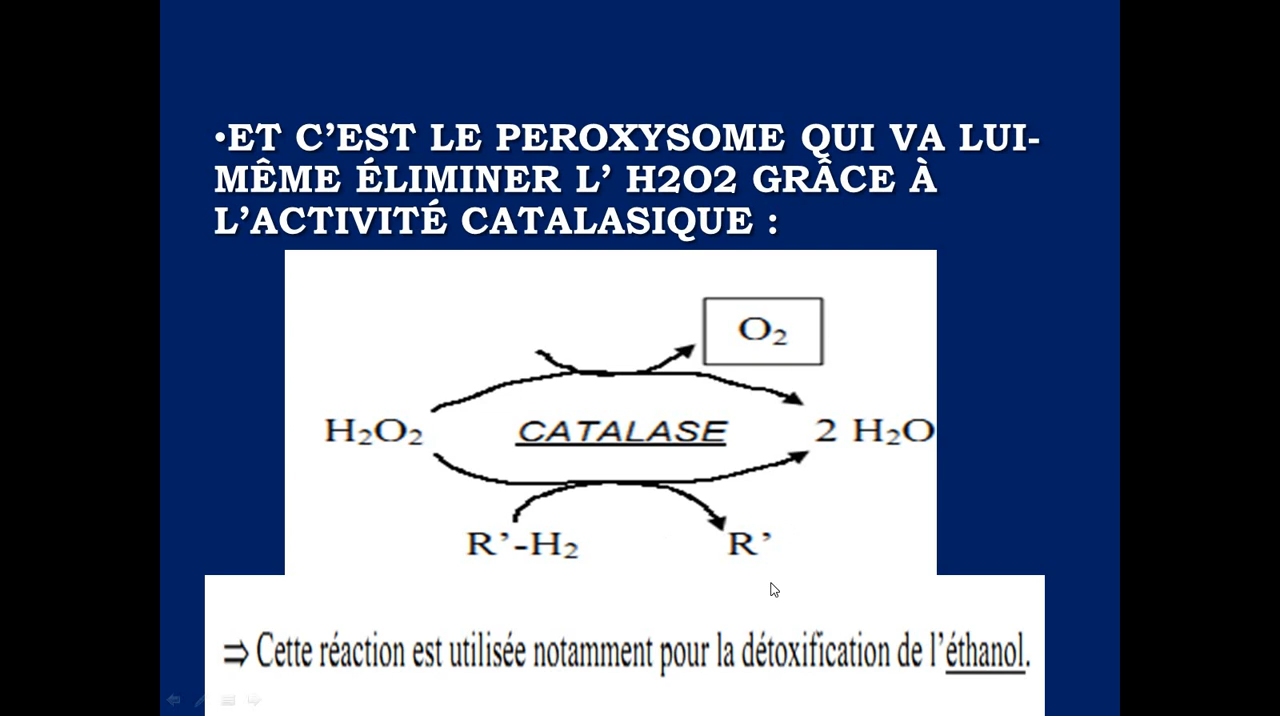 •ET C’EST LE PEROXYSOME QUI VA LUI-
MÊME ÉLIMINER L’ H2O2 GRÂCE À
L’ACTIVITÉ CATALASIQUE :
O₂
H₂O₂ CATALASE 2 H₂O
R’-H₂ R’
⇒ Cette réaction est utilisée notamment pour la détoxification de l’éthanol.